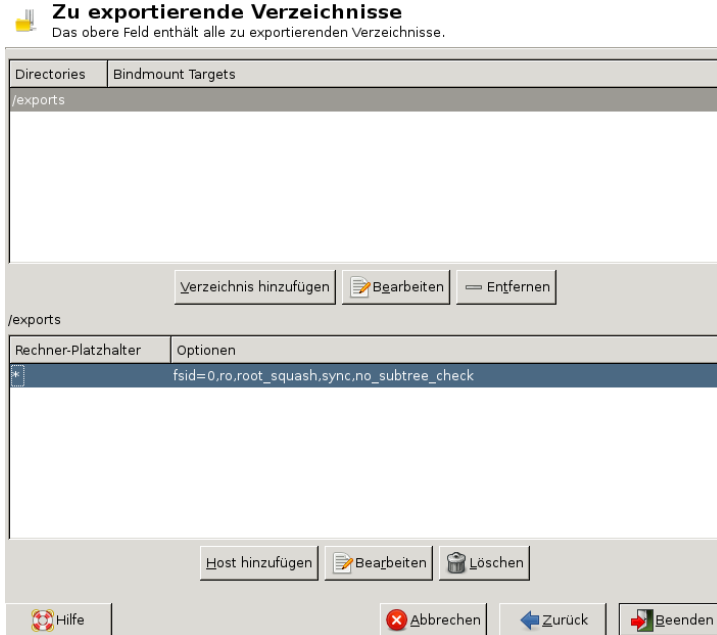 Zu exportierende Verzeichnisse
Das obere Feld enthält alle zu exportierenden Verzeichnisse.
Directories Bindmount Targets
/exports
Verzeichnis hinzufügen Bearbeiten Entfernen
/exports
Rechner-Platzhalter Optionen
* fsid=0,ro,root_squash,sync,no_subtree_check
Host hinzufügen Bearbeiten Löschen
Hilfe Abbrechen Zurück Beenden